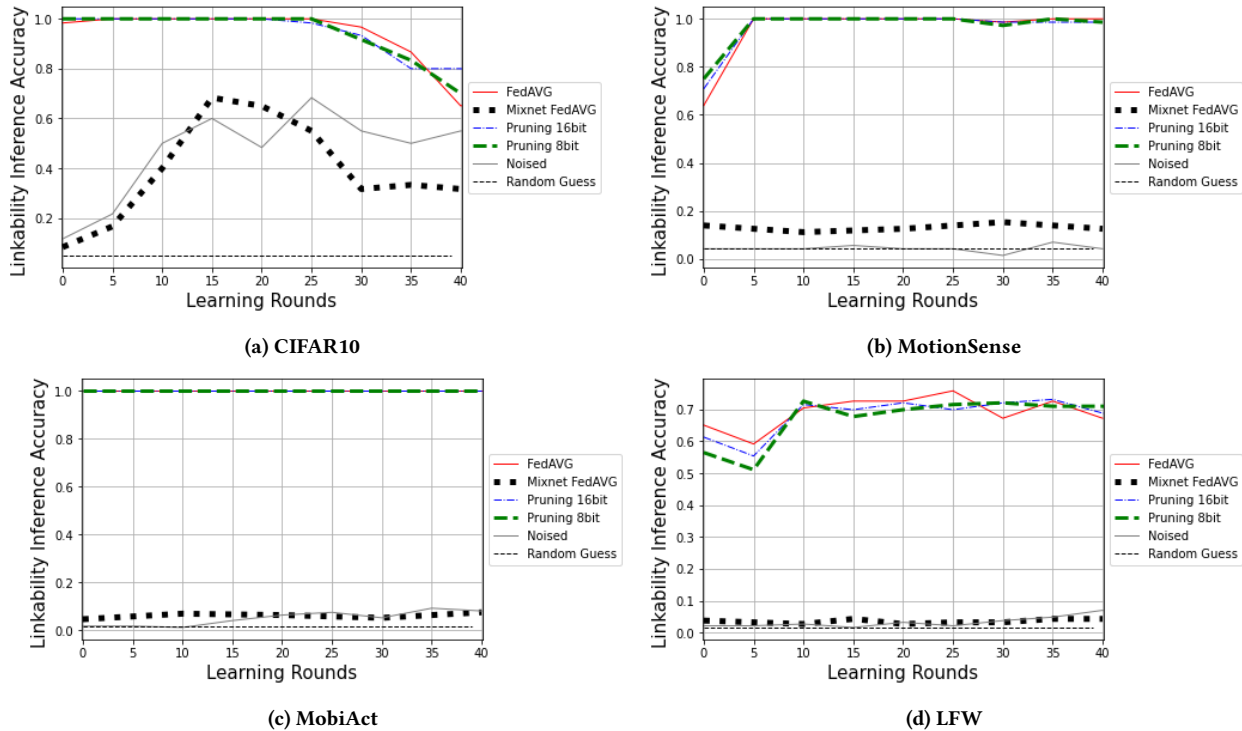 1.0
0.8
0.6
0.4
0.2
0 5 10 15 20 25 30 35 40
Linkability Inference Accuracy
Learning Rounds
FedAVG
Mixnet FedAVG
Pruning 16bit
Pruning 8bit
Noised
Random Guess
(a) CIFAR10
1.0
0.8
0.6
0.4
0.2
0.0
0 5 10 15 20 25 30 35 40
Linkability Inference Accuracy
Learning Rounds
FedAVG
Mixnet FedAVG
Pruning 16bit
Pruning 8bit
Noised
Random Guess
(b) MotionSense
1.0
0.8
0.6
0.4
0.2
0.0
0 5 10 15 20 25 30 35 40
Linkability Inference Accuracy
Learning Rounds
FedAVG
Mixnet FedAVG
Pruning 16bit
Pruning 8bit
Noised
Random Guess
(c) MobiAct
0.7
0.6
0.5
0.4
0.3
0.2
0.1
0.0
0 5 10 15 20 25 30 35 40
Linkability Inference Accuracy
Learning Rounds
FedAVG
Mixnet FedAVG
Pruning 16bit
Pruning 8bit
Noised
Random Guess
(d) LFW